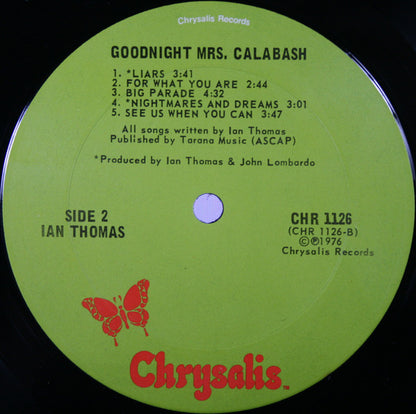 Chrysalis Records
GOODNIGHT MRS. CALABASH
1. *LIARS 3:41
2. FOR WHAT YOU ARE 2:44
3. BIG PARADE 4:32
4. *NIGHTMARES AND DREAMS 3:01
5. SEE US WHEN YOU CAN 3:47
All songs written by Ian Thomas
Published by Tarana Music (ASCAP)
*Produced by Ian Thomas & John Lombardo
SIDE 2
IAN THOMAS
CHR 1126
(CHR 1126-B)
©℗1976
Chrysalis Records
Chrysalis™